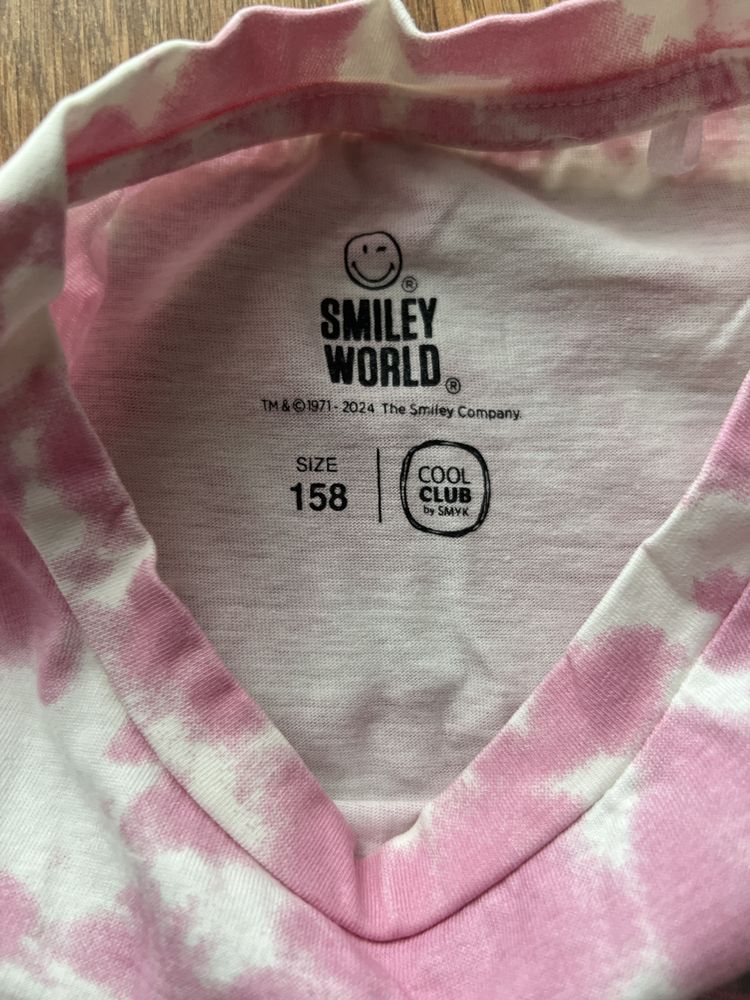 ®
SMILEY
WORLD®
TM & ©1971 - 2024 The Smiley Company.
SIZE
158
COOL
CLUB
by SMYK